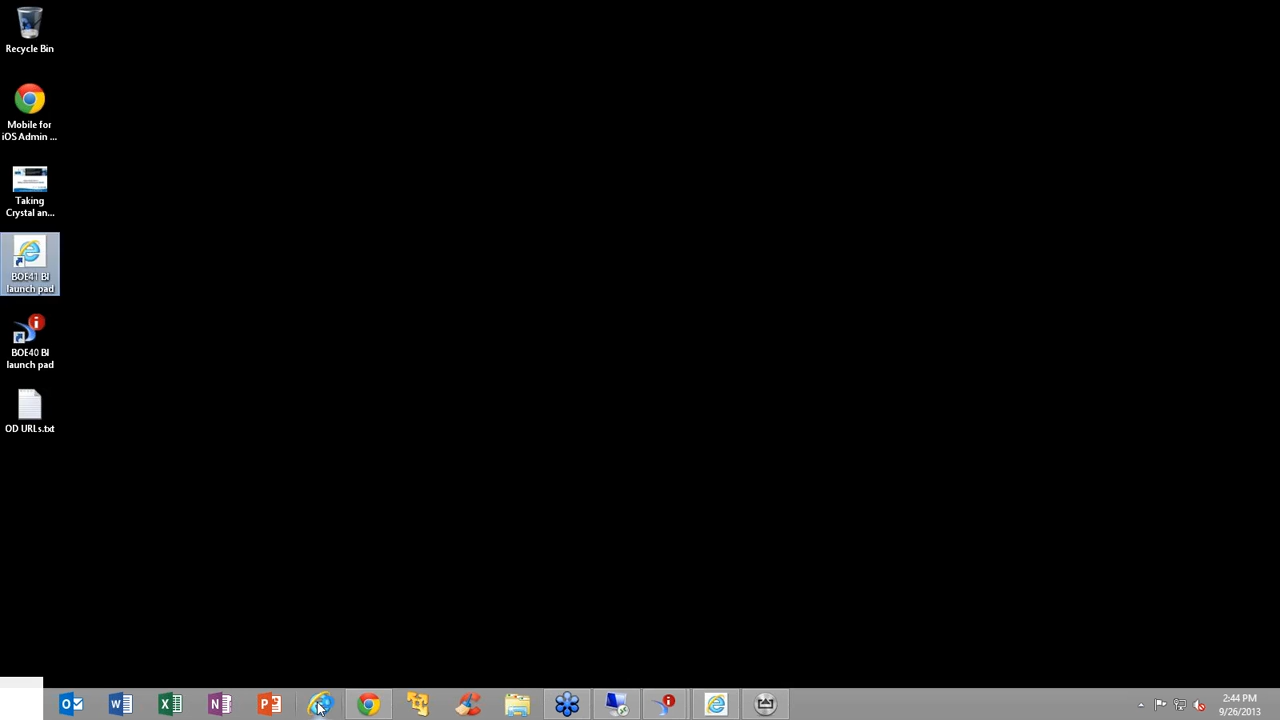 Recycle Bin
Mobile for
iOS Admin ...
Taking
Crystal an...
BOE41 BI
launch pad
BOE40 BI
launch pad
OD URLs.txt
2:44 PM
9/26/2013